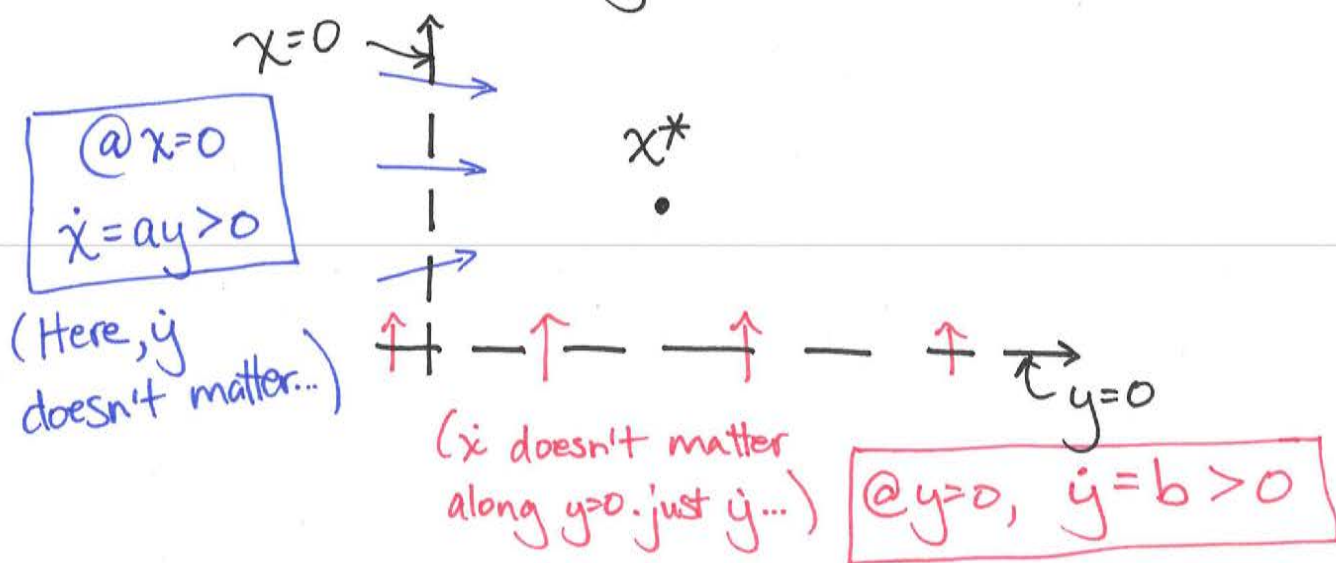 x=0
@ x=0
ẋ = ay > 0
(Here, ẏ
doesn't matter...)
x*
y=0
(ẋ doesn't matter
along y=0. just ẏ...)
@ y=0, ẏ = b > 0